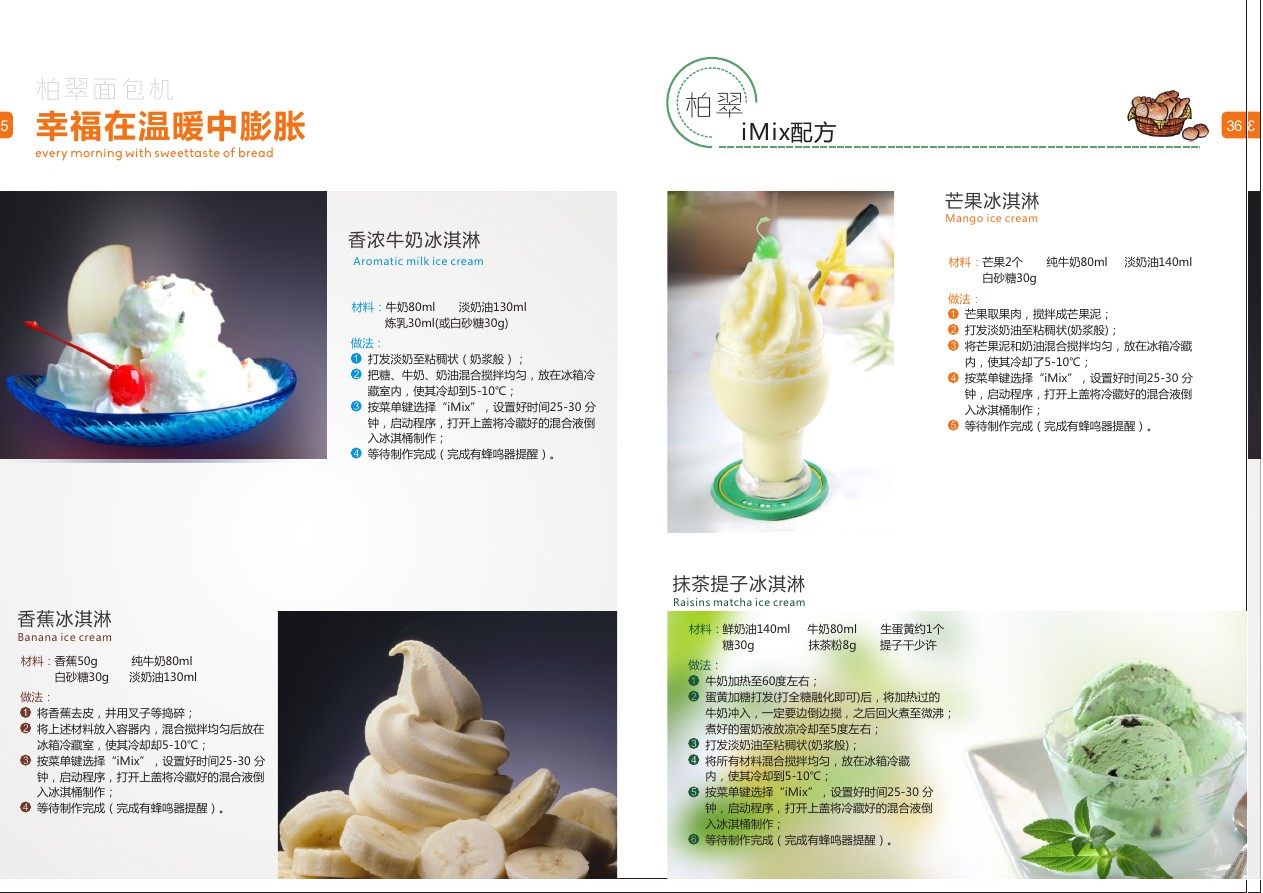 柏翠面包机
5
幸福在温暖中膨胀
every morning with sweettaste of bread
香浓牛奶冰淇淋
Aromatic milk ice cream
材料：牛奶80ml 淡奶油130ml
炼乳30ml(或白砂糖30g)
做法：
1 打发淡奶至粘稠状（奶浆般）；
2 把糖、牛奶、奶油混合搅拌均匀，放在冰箱冷
藏室内，使其冷却到5-10℃；
3 按菜单键选择“iMix”，设置好时间25-30 分
钟，启动程序，打开上盖将冷藏好的混合液倒
入冰淇桶制作；
4 等待制作完成（完成有蜂鸣器提醒）。
香蕉冰淇淋
Banana ice cream
材料：香蕉50g 纯牛奶80ml
白砂糖30g 淡奶油130ml
做法：
1 将香蕉去皮，并用叉子等捣碎；
2 将上述材料放入容器内，混合搅拌均匀后放在
冰箱冷藏室，使其冷却却5-10℃；
3 按菜单键选择“iMix”，设置好时间25-30 分
钟，启动程序，打开上盖将冷藏好的混合液倒
入冰淇桶制作；
4 等待制作完成（完成有蜂鸣器提醒）。
柏翠
iMix配方
36
芒果冰淇淋
Mango ice cream
材料：芒果2个 纯牛奶80ml 淡奶油140ml
白砂糖30g
做法：
1 芒果取果肉，搅拌成芒果泥；
2 打发淡奶油至粘稠状(奶浆般)；
3 将芒果泥和奶油混合搅拌均匀，放在冰箱冷藏
内，使其冷却了5-10℃；
4 按菜单键选择“iMix”，设置好时间25-30 分
钟，启动程序，打开上盖将冷藏好的混合液倒
入冰淇桶制作；
5 等待制作完成（完成有蜂鸣器提醒）。
抹茶提子冰淇淋
Raisins matcha ice cream
材料：鲜奶油140ml 牛奶80ml 生蛋黄约1个
糖30g 抹茶粉8g 提子干少许
做法：
1 牛奶加热至60度左右；
2 蛋黄加糖打发(打全糖融化即可)后，将加热过的
牛奶冲入，一定要边倒边搅，之后回火煮至微沸；
煮好的蛋奶液放凉冷却至5度左右；
3 打发淡奶油至粘稠状(奶浆般)；
4 将所有材料混合搅拌均匀，放在冰箱冷藏
内，使其冷却到5-10℃；
5 按菜单键选择“iMix”，设置好时间25-30 分
钟，启动程序，打开上盖将冷藏好的混合液倒
入冰淇桶制作；
6 等待制作完成（完成有蜂鸣器提醒）。